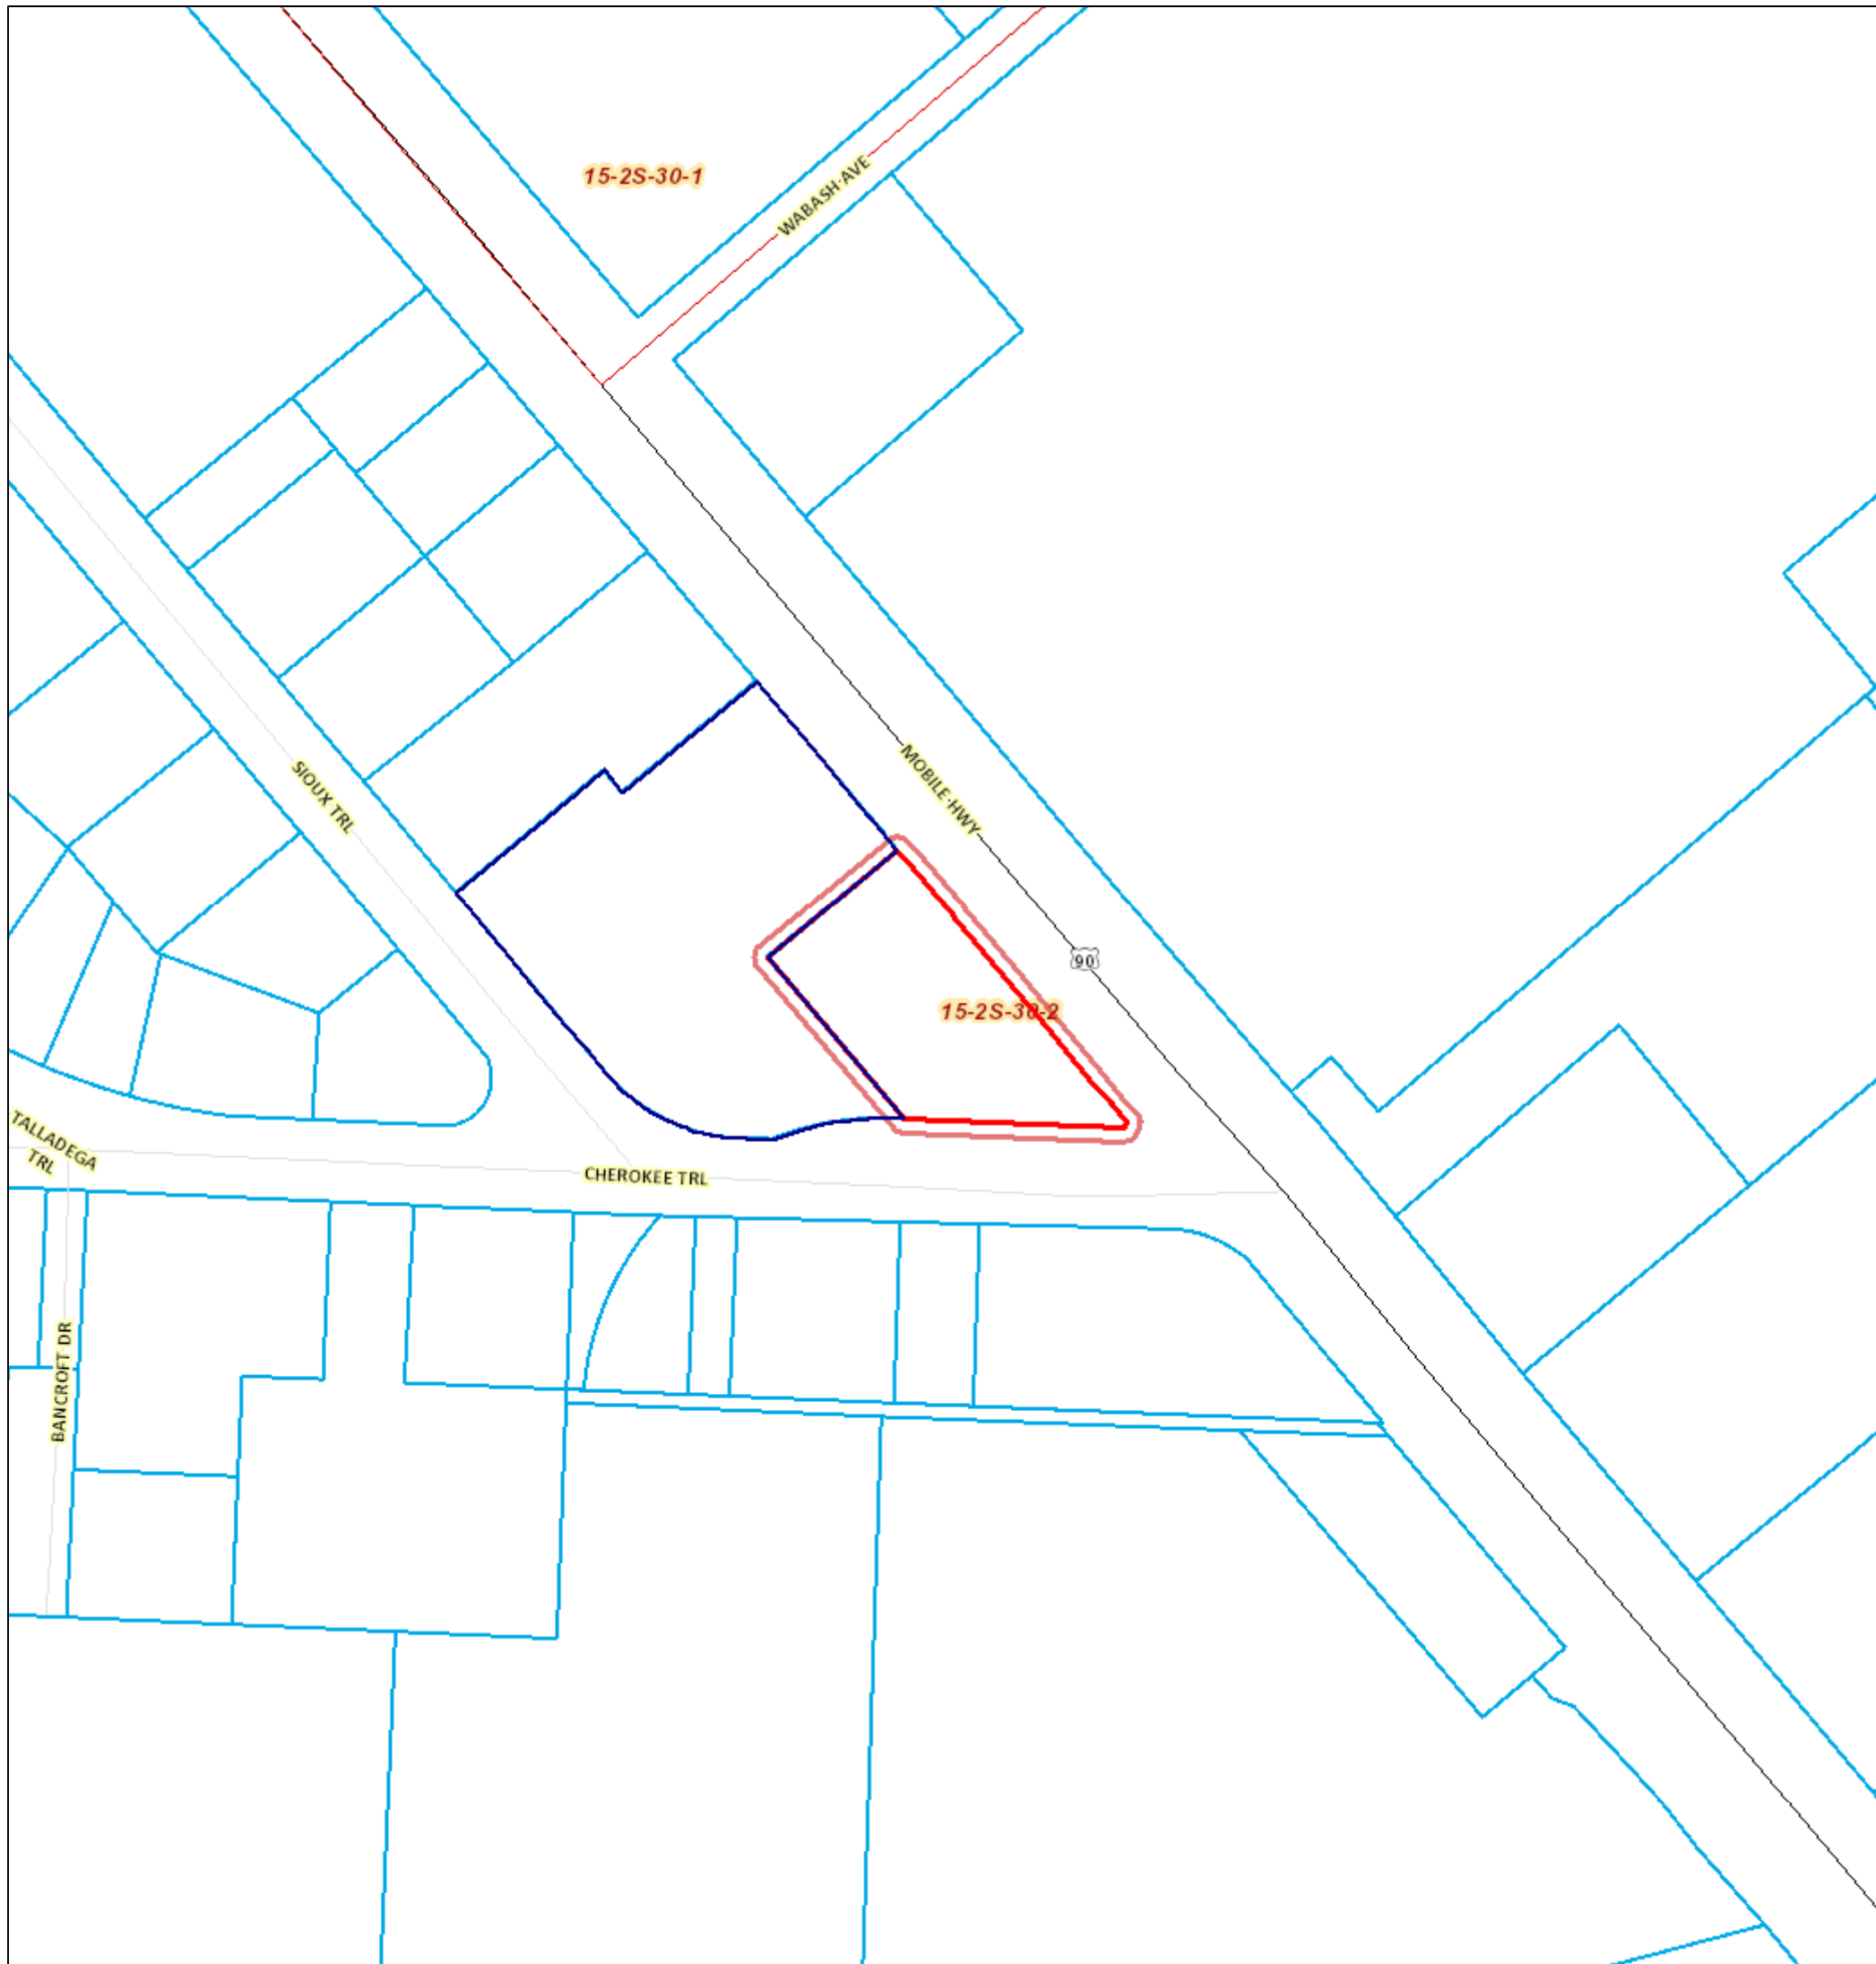 15-2S-30-1
WABASH AVE
SIOUX TRL
MOBILE HWY
90
15-2S-30-2
TALLADEGA
TRL
CHEROKEE TRL
BANCROFT DR